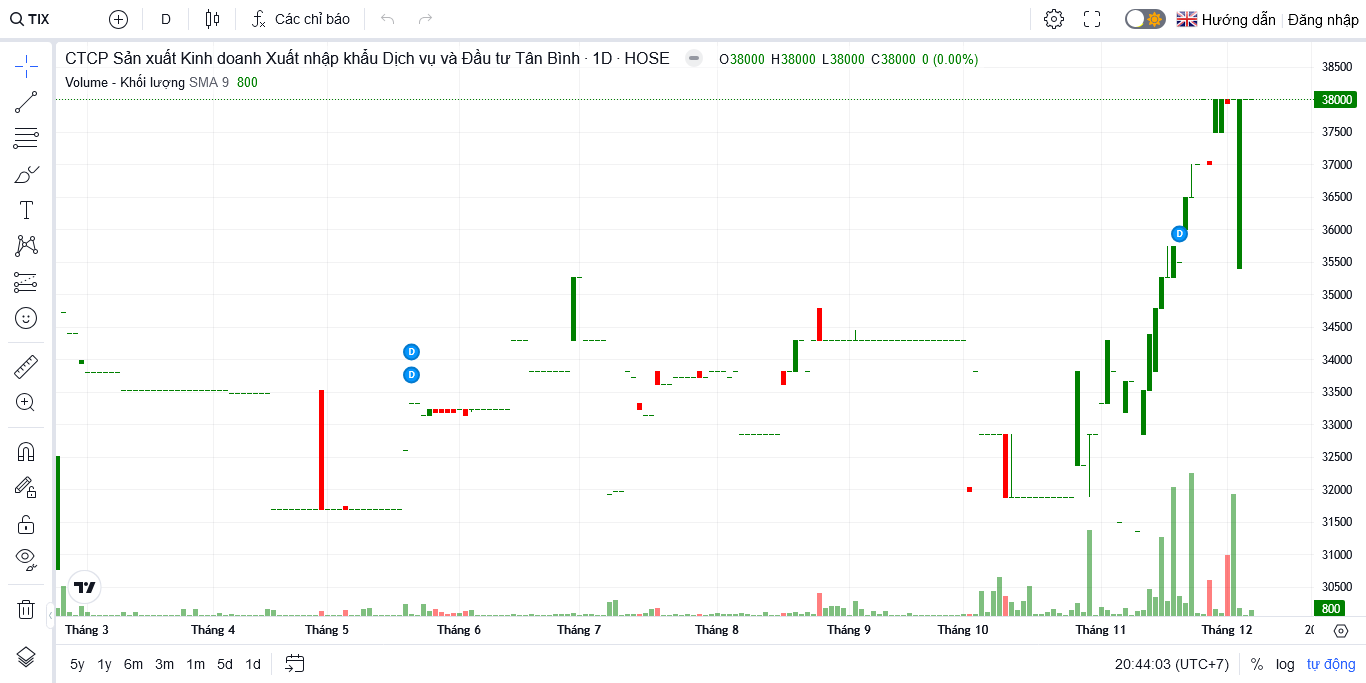 TIX D Các chỉ báo Hướng dẫn Đăng nhập
CTCP Sản xuất Kinh doanh Xuất nhập khẩu Dịch vụ và Đầu tư Tân Bình · 1D · HOSE O38000 H38000 L38000 C38000 0 (0.00%)
Volume - Khối lượng SMA 9 800
38500
38000
37500
37000
36500
36000
35500
35000
34500
34000
33500
33000
32500
32000
31500
31000
30500
800
D
D
D
Tháng 3 Tháng 4 Tháng 5 Tháng 6 Tháng 7 Tháng 8 Tháng 9 Tháng 10 Tháng 11 Tháng 12
5y 1y 6m 3m 1m 5d 1d 20:44:03 (UTC+7) % log tự động